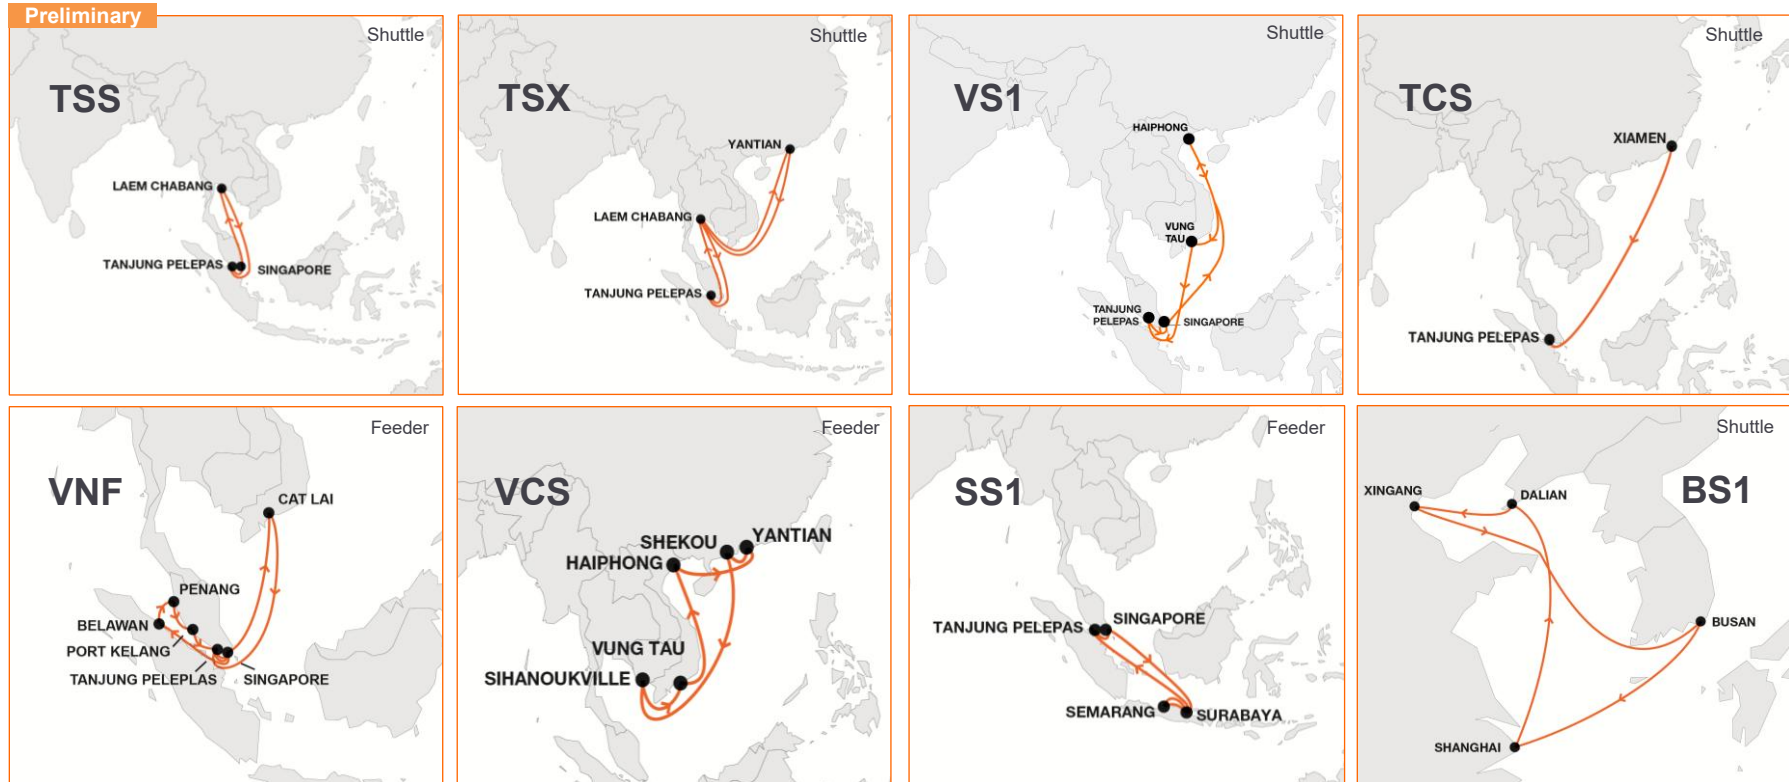 Preliminary
Shuttle
TSS
LAEM CHABANG
TANJUNG PELEPAS
SINGAPORE
Shuttle
TSX
YANTIAN
LAEM CHABANG
TANJUNG PELEPAS
Shuttle
VS1
HAIPHONG
VUNG
TAU
TANJUNG
PELEPAS
SINGAPORE
Shuttle
TCS
XIAMEN
TANJUNG PELEPAS
Feeder
VNF
CAT LAI
PENANG
BELAWAN
PORT KELANG
TANJUNG PELEPLAS
SINGAPORE
Feeder
VCS
YANTIAN
SHEKOU
HAIPHONG
VUNG TAU
SIHANOUKVILLE
Feeder
SS1
SINGAPORE
TANJUNG PELEPAS
SEMARANG
SURABAYA
Shuttle
BS1
XINGANG
DALIAN
BUSAN
SHANGHAI